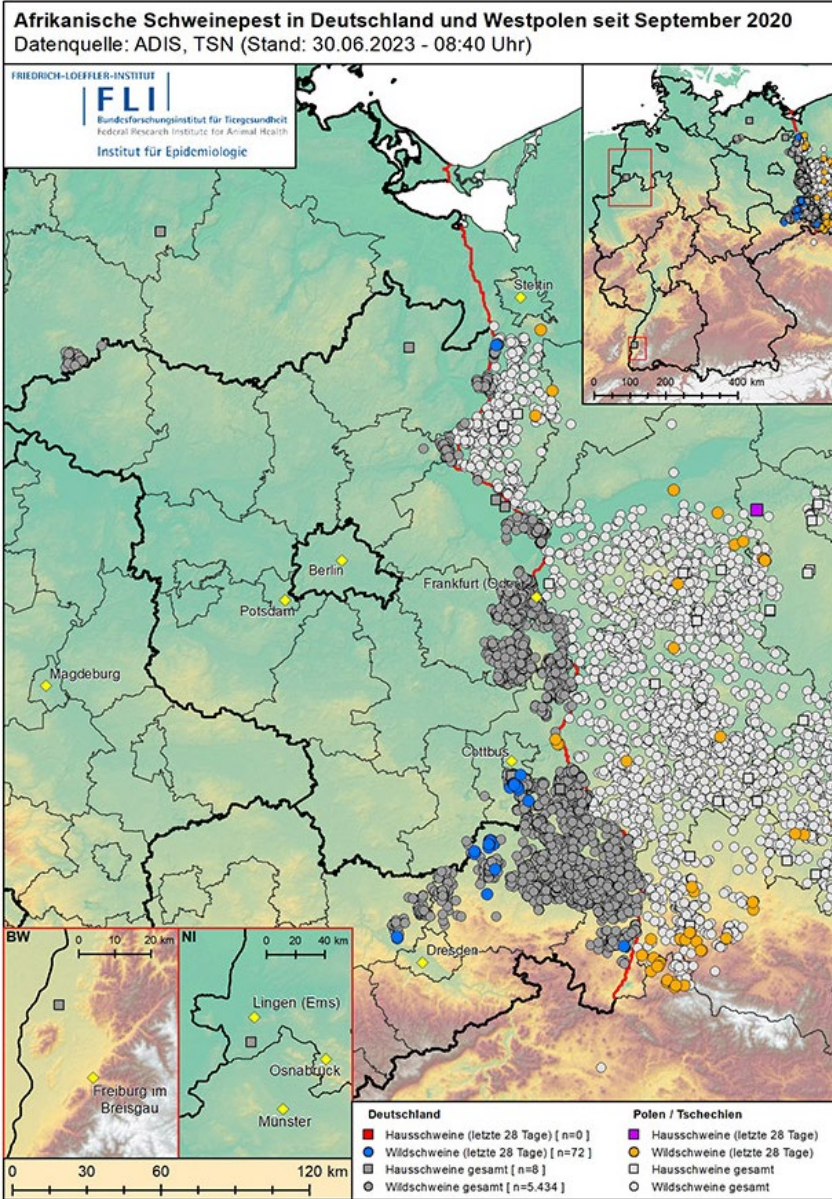 Afrikanische Schweinepest in Deutschland und Westpolen seit September 2020
Datenquelle: ADIS, TSN (Stand: 30.06.2023 - 08:40 Uhr)
FRIEDRICH-LOEFFLER-INSTITUT
FLI
Bundesforschungsinstitut für Tiergesundheit
Federal Research Institute for Animal Health
Institut für Epidemiologie
0 100 200 400 km
Stettin
Berlin
Frankfurt (Oder)
Potsdam
Magdeburg
Cottbus
Dresden
BW
0 10 20 km
Freiburg im
Breisgau
NI
0 20 40 km
Lingen (Ems)
Osnabrück
Münster
0 30 60 120 km
Deutschland
Hausschweine (letzte 28 Tage) [ n=0 ]
Wildschweine (letzte 28 Tage) [ n=72 ]
Hausschweine gesamt [ n=8 ]
Wildschweine gesamt [ n=5.434 ]
Polen / Tschechien
Hausschweine (letzte 28 Tage)
Wildschweine (letzte 28 Tage)
Hausschweine gesamt
Wildschweine gesamt